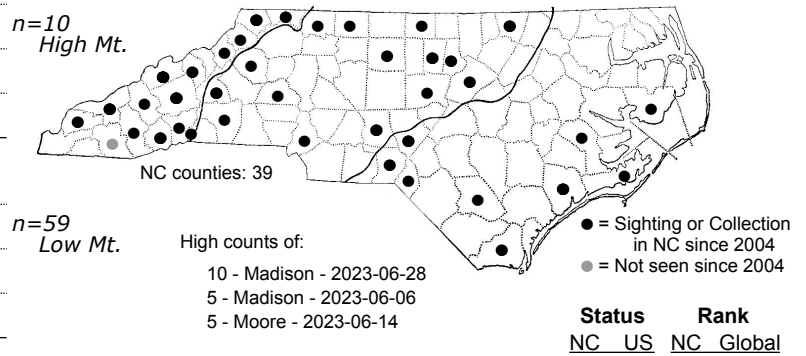 n=10
High Mt.
NC counties: 39
n=59
Low Mt.
High counts of:
10 - Madison - 2023-06-28
5 - Madison - 2023-06-06
5 - Moore - 2023-06-14
= Sighting or Collection
in NC since 2004
= Not seen since 2004
Status Rank
NC US NC Global